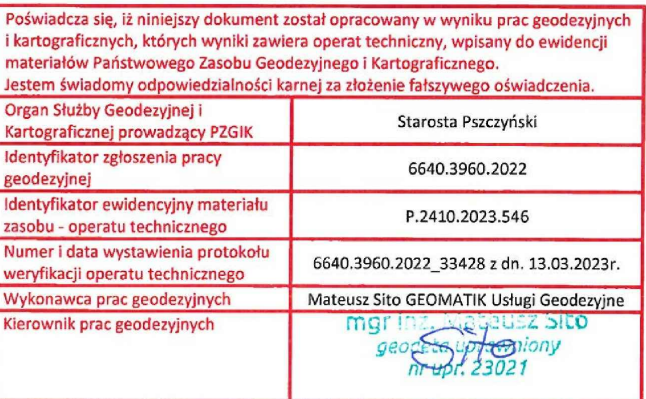 Poświadcza się, iż niniejszy dokument został opracowany w wyniku prac geodezyjnych
i kartograficznych, których wyniki zawiera operat techniczny, wpisany do ewidencji
materiałów Państwowego Zasobu Geodezyjnego i Kartograficznego.
Jestem świadomy odpowiedzialności karnej za złożenie fałszywego oświadczenia.
Organ Służby Geodezyjnej i
Kartograficznej prowadzący PZGIK
Starosta Pszczyński
Identyfikator zgłoszenia pracy
geodezyjnej
6640.3960.2022
Identyfikator ewidencyjny materiału
zasobu - operatu technicznego
P.2410.2023.546
Numer i data wystawienia protokołu
weryfikacji operatu technicznego
6640.3960.2022_33428 z dn. 13.03.2023r.
Wykonawca prac geodezyjnych
Mateusz Sito GEOMATIK Usługi Geodezyjne
Kierownik prac geodezyjnych
mgr inż. Mateusz Sito
geodeta uprawniony
nr upr. 23021
Sito